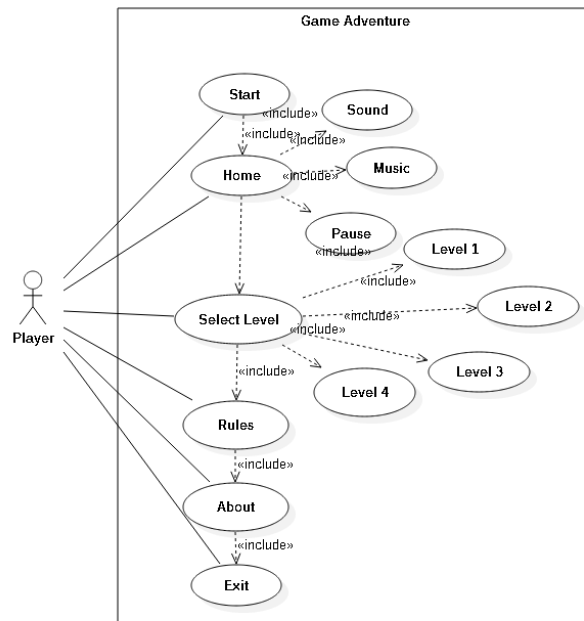 Game Adventure
Start
«include»
Sound
«include»
«include»
Home
«include»
Music
Pause
«include»
Level 1
«include»
Player
Select Level
«include»
«include»
Level 2
«include»
Level 3
Level 4
Rules
«include»
About
«include»
Exit